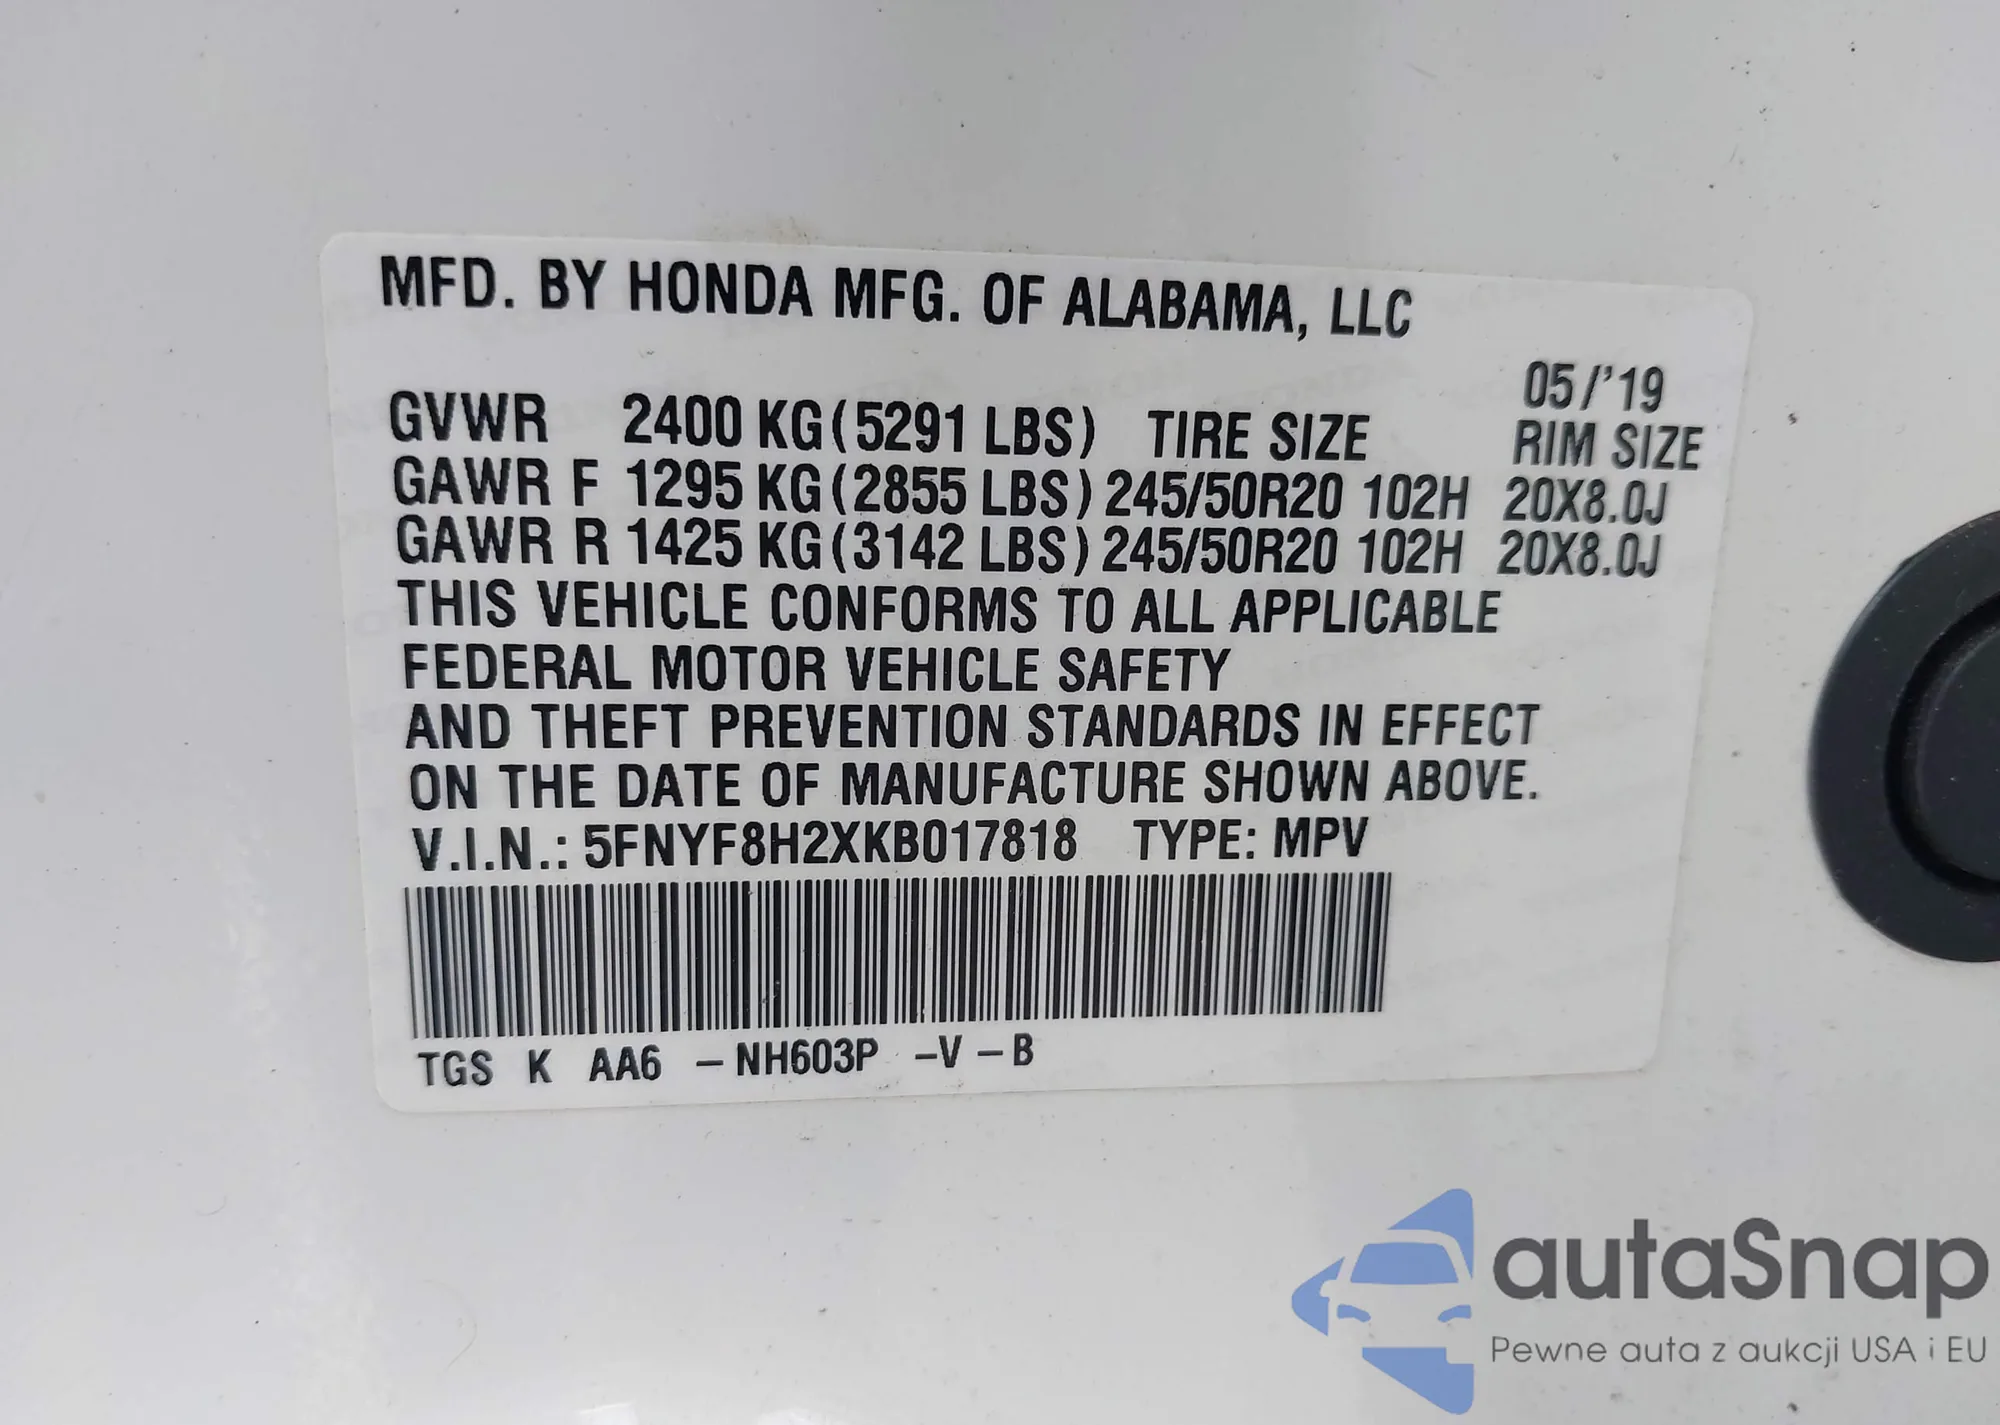 MFD. BY HONDA MFG. OF ALABAMA, LLC
05/'19
GVWR 2400 KG (5291 LBS) TIRE SIZE RIM SIZE
GAWR F 1295 KG (2855 LBS) 245/50R20 102H 20X8.0J
GAWR R 1425 KG (3142 LBS) 245/50R20 102H 20X8.0J
THIS VEHICLE CONFORMS TO ALL APPLICABLE
FEDERAL MOTOR VEHICLE SAFETY
AND THEFT PREVENTION STANDARDS IN EFFECT
ON THE DATE OF MANUFACTURE SHOWN ABOVE.
V.I.N.: 5FNYF8H2XKB017818 TYPE: MPV
TGS K AA6 – NH603P –V – B
autaSnap
Pewne auta z aukcji USA i EU